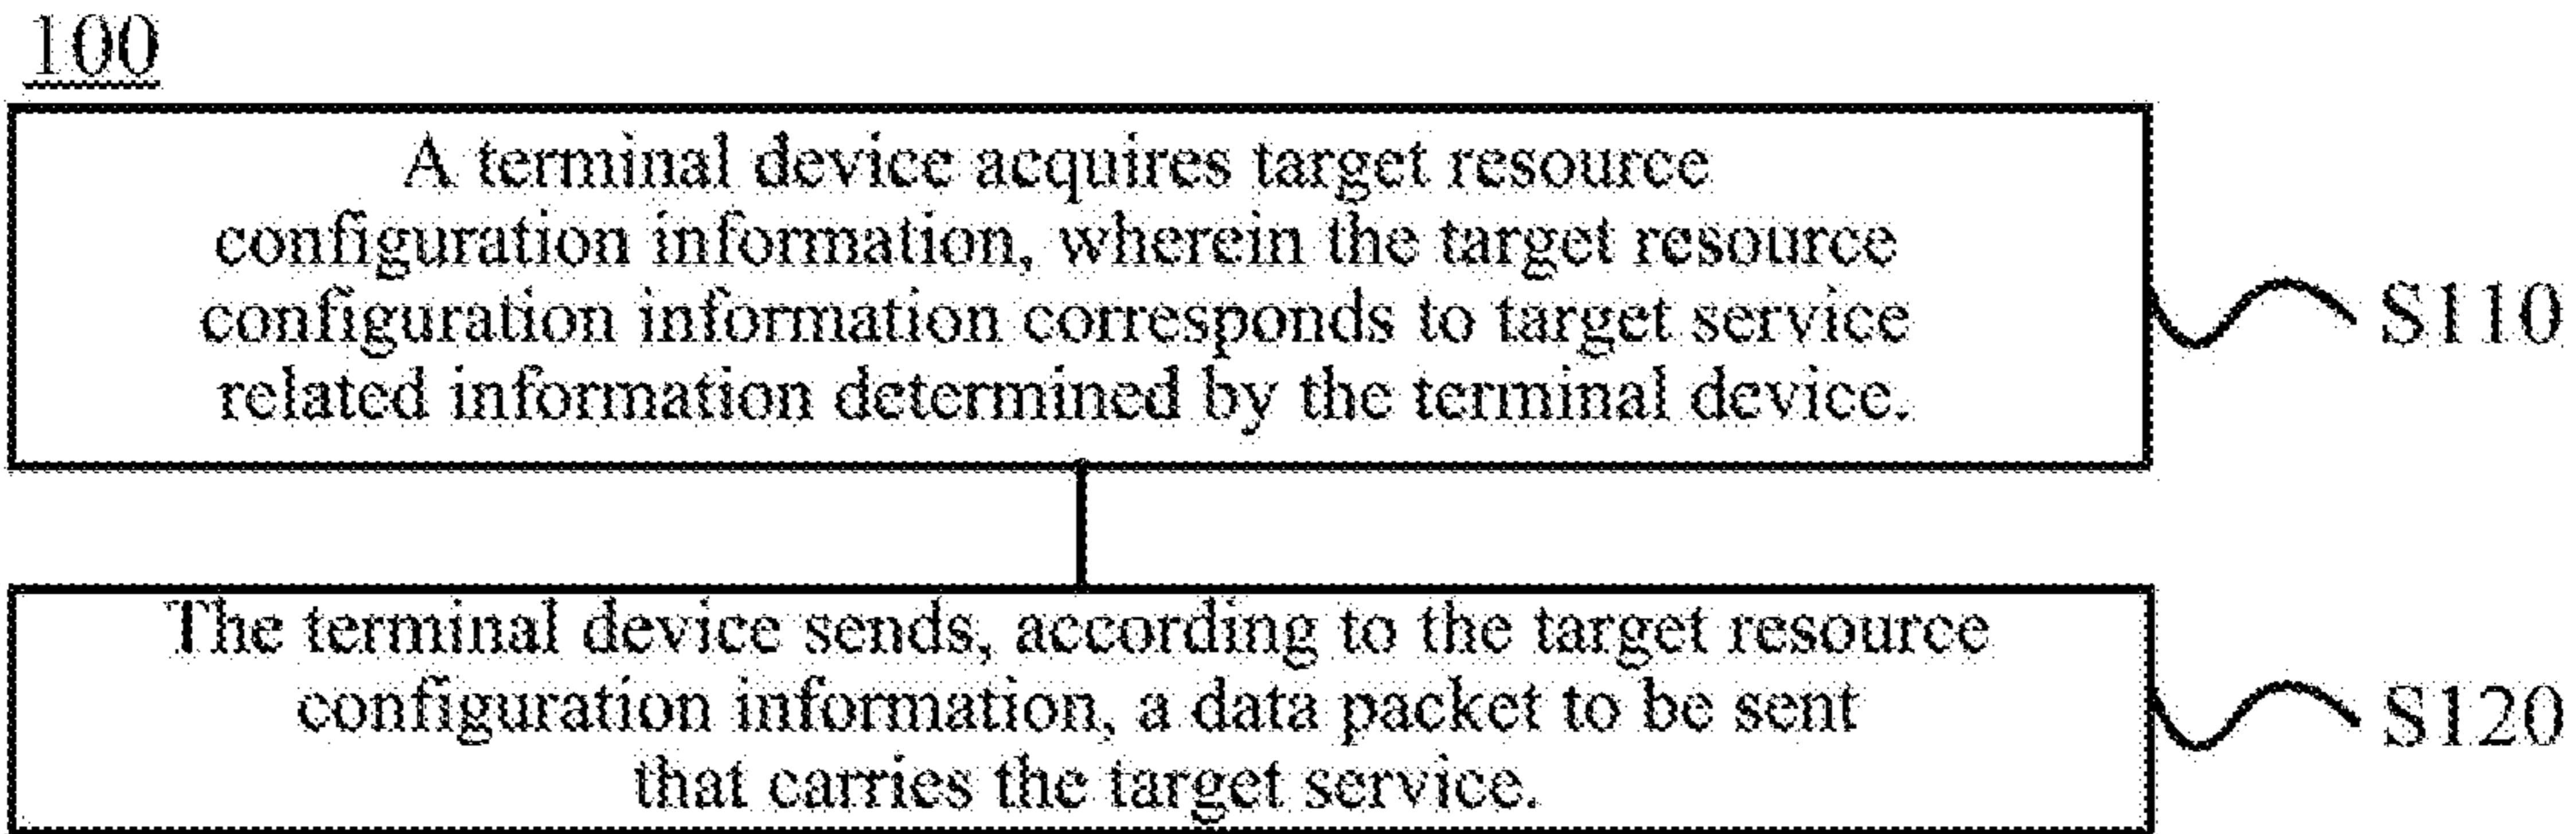 100
A terminal device acquires target resource
configuration information, wherein the target resource
configuration information corresponds to target service
related information determined by the terminal device.
S110
The terminal device sends, according to the target resource
configuration information, a data packet to be sent
that carries the target service.
S120